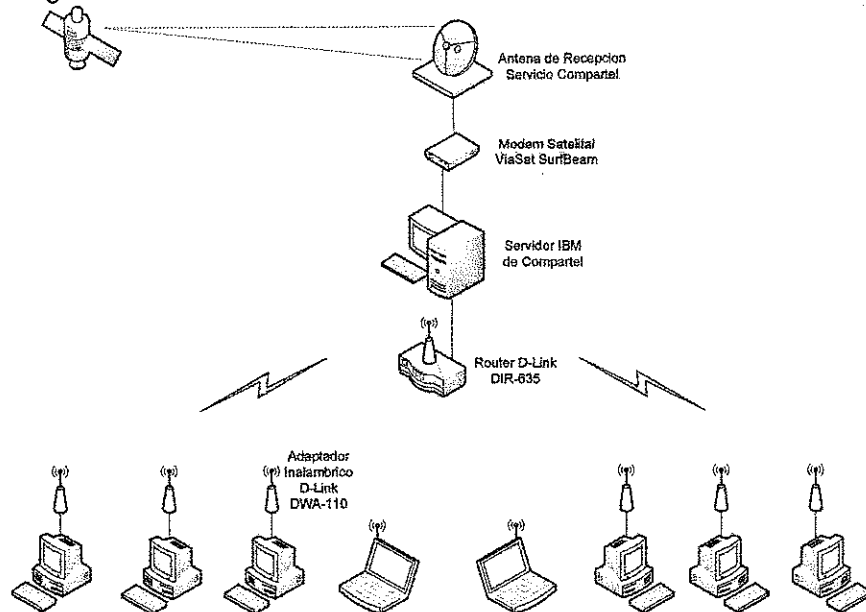 Antena de Recepcion
Servicio Compartel
Modem Satelital
ViaSat SurfBeam
Servidor IBM
de Compartel
Router D-Link
DIR-635
Adaptador
Inalambrico
D-Link
DWA-110